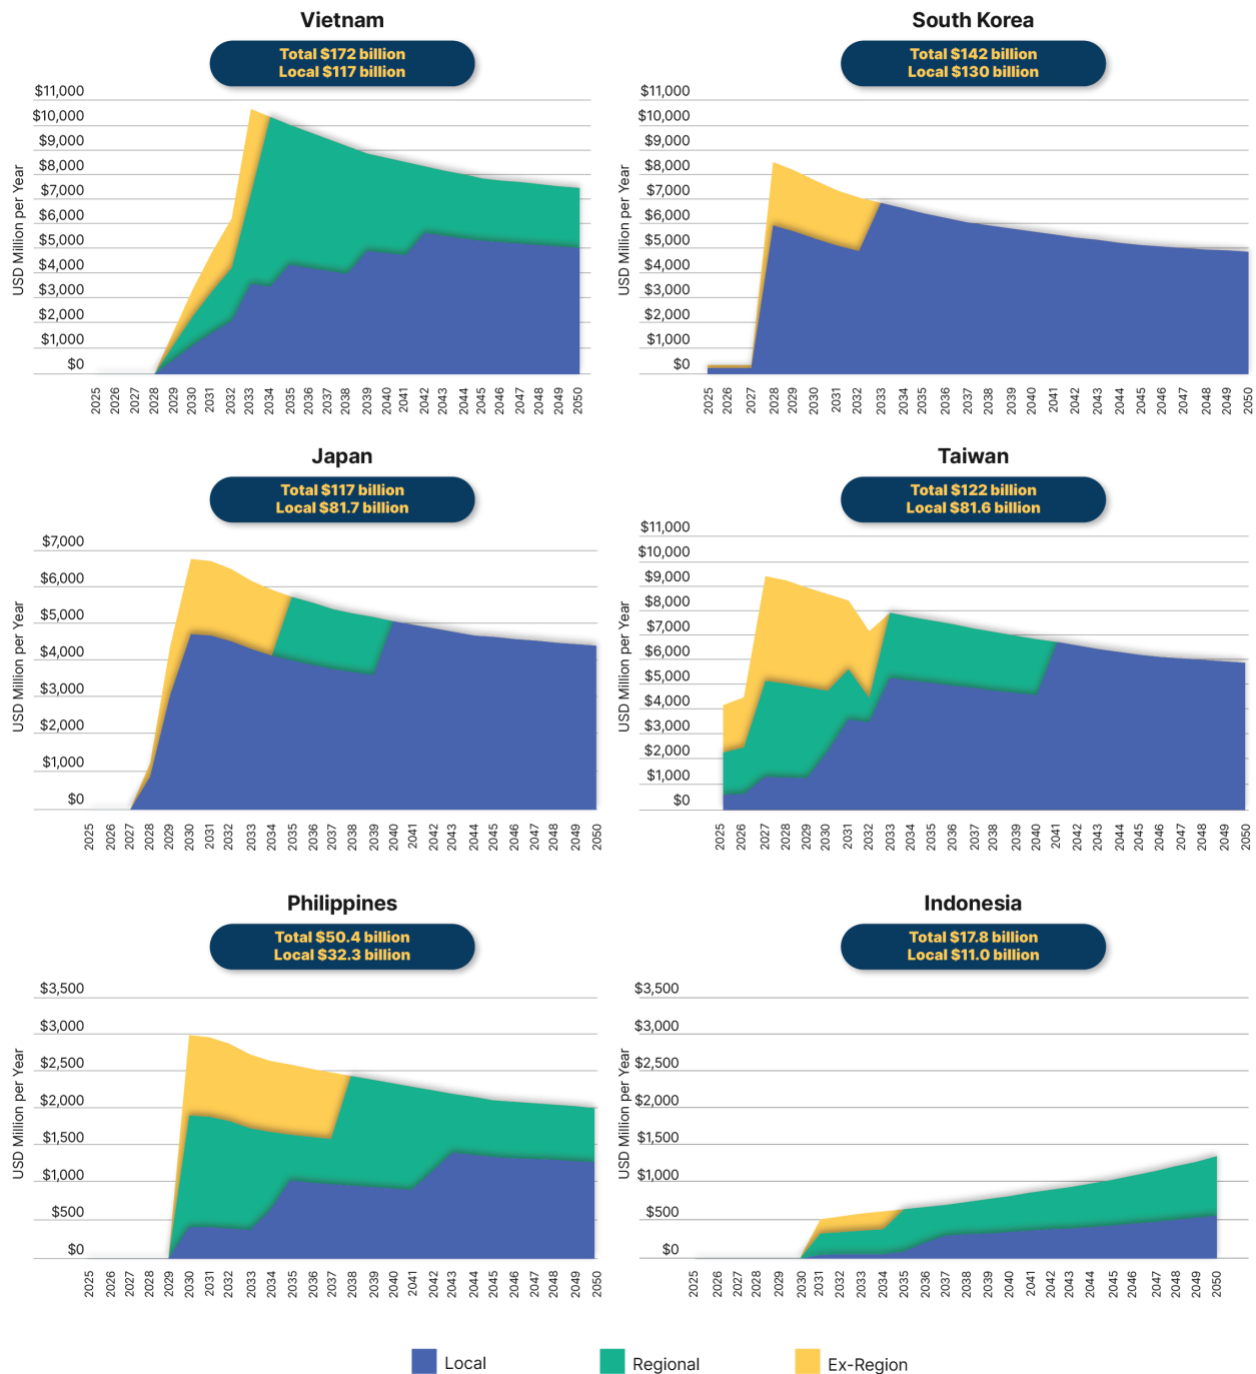 Vietnam
Total $172 billion
Local $117 billion
USD Million per Year
$11,000
$10,000
$9,000
$8,000
$7,000
$6,000
$5,000
$4,000
$3,000
$2,000
$1,000
$0
2025 2026 2027 2028 2029 2030 2031 2032 2033 2034 2035 2036 2037 2038 2039 2040 2041 2042 2043 2044 2045 2046 2047 2048 2049 2050
South Korea
Total $142 billion
Local $130 billion
USD Million per Year
$11,000
$10,000
$9,000
$8,000
$7,000
$6,000
$5,000
$4,000
$3,000
$2,000
$1,000
$0
2025 2026 2027 2028 2029 2030 2031 2032 2033 2034 2035 2036 2037 2038 2039 2040 2041 2042 2043 2044 2045 2046 2047 2048 2049 2050
Japan
Total $117 billion
Local $81.7 billion
USD Million per Year
$7,000
$6,000
$5,000
$4,000
$3,000
$2,000
$1,000
$0
2025 2026 2027 2028 2029 2030 2031 2032 2033 2034 2035 2036 2037 2038 2039 2040 2041 2042 2043 2044 2045 2046 2047 2048 2049 2050
Taiwan
Total $122 billion
Local $81.6 billion
USD Million per Year
$11,000
$10,000
$9,000
$8,000
$7,000
$6,000
$5,000
$4,000
$3,000
$2,000
$1,000
$0
2025 2026 2027 2028 2029 2030 2031 2032 2033 2034 2035 2036 2037 2038 2039 2040 2041 2042 2043 2044 2045 2046 2047 2048 2049 2050
Philippines
Total $50.4 billion
Local $32.3 billion
USD Million per Year
$3,500
$3,000
$2,500
$2,000
$1,500
$1,000
$500
$0
2025 2026 2027 2028 2029 2030 2031 2032 2033 2034 2035 2036 2037 2038 2039 2040 2041 2042 2043 2044 2045 2046 2047 2048 2049 2050
Indonesia
Total $17.8 billion
Local $11.0 billion
USD Million per Year
$3,500
$3,000
$2,500
$2,000
$1,500
$1,000
$500
$0
2025 2026 2027 2028 2029 2030 2031 2032 2033 2034 2035 2036 2037 2038 2039 2040 2041 2042 2043 2044 2045 2046 2047 2048 2049 2050
Local
Regional
Ex-Region